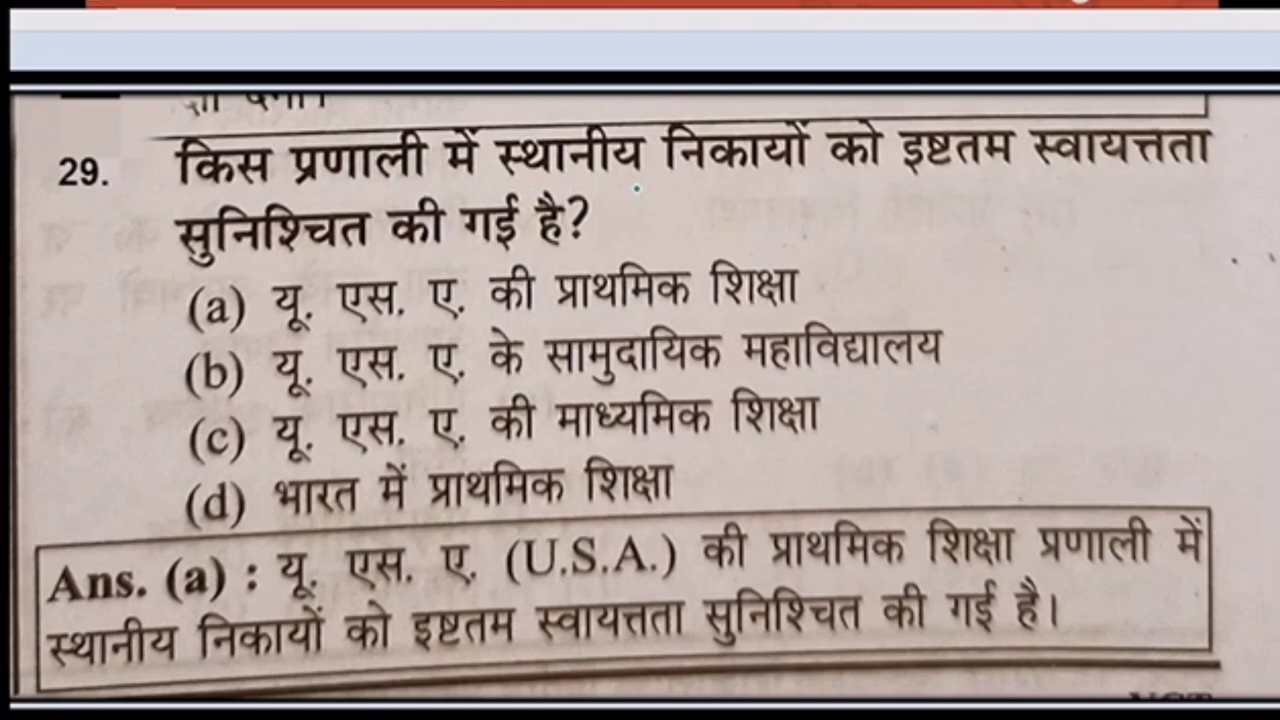 29. किस प्रणाली में स्थानीय निकायों को इष्टतम स्वायत्तता
सुनिश्चित की गई है?
(a) यू. एस. ए. की प्राथमिक शिक्षा
(b) यू. एस. ए. के सामुदायिक महाविद्यालय
(c) यू. एस. ए. की माध्यमिक शिक्षा
(d) भारत में प्राथमिक शिक्षा
Ans. (a) : यू. एस. ए. (U.S.A.) की प्राथमिक शिक्षा प्रणाली में
स्थानीय निकायों को इष्टतम स्वायत्तता सुनिश्चित की गई है।